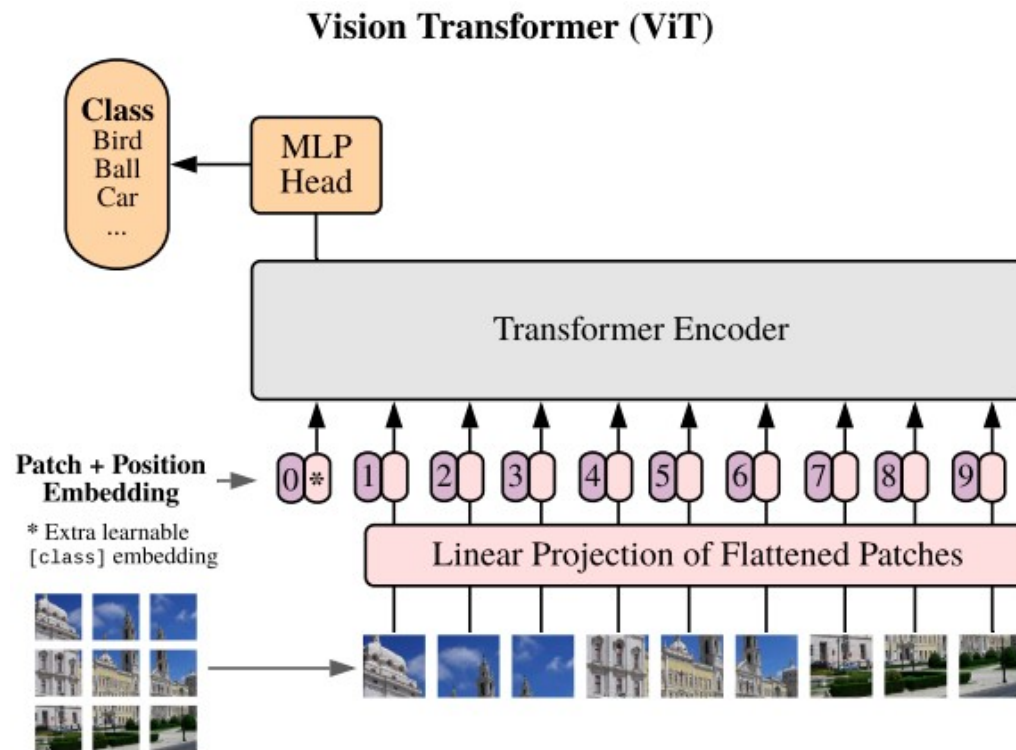 Vision Transformer (ViT)
Class
Bird
Ball
Car
...
MLP
Head
Transformer Encoder
Patch + Position
Embedding
0 * 1 2 3 4 5 6 7 8 9
* Extra learnable
[class] embedding
Linear Projection of Flattened Patches